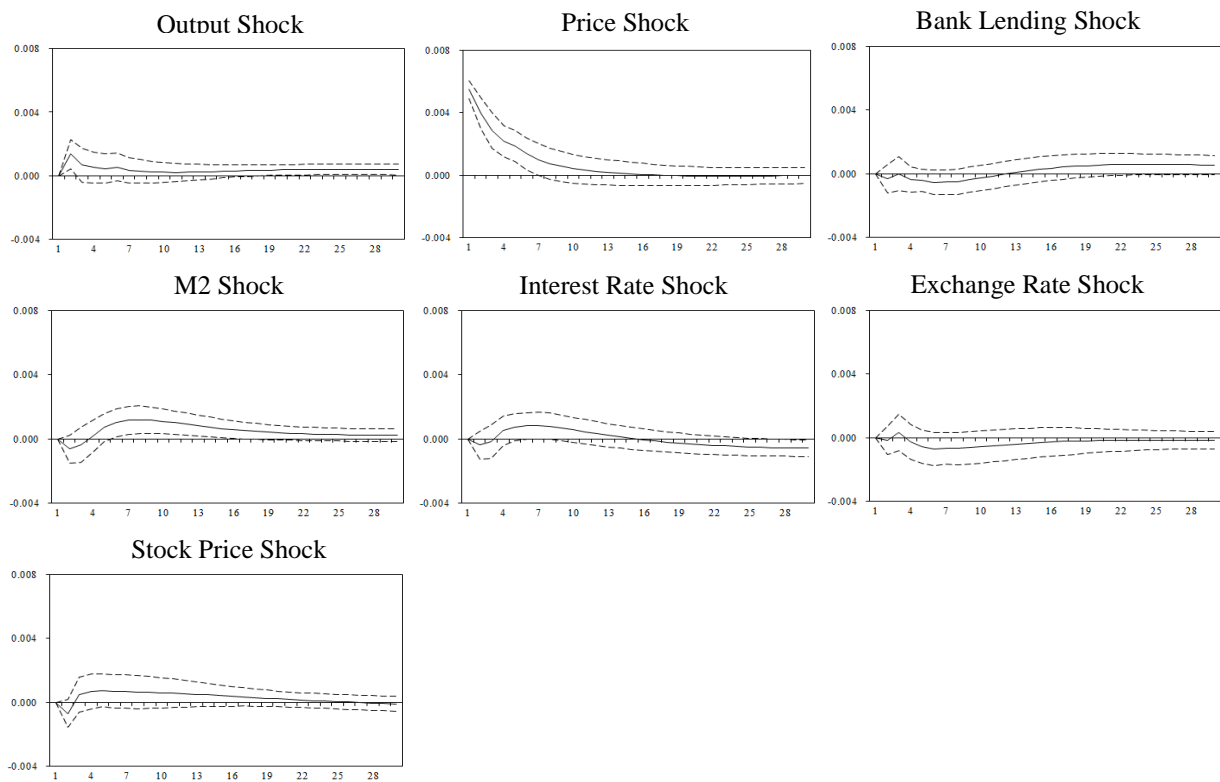 Output Shock
0.008
0.004
0.000
-0.004
1 4 7 10 13 16 19 22 25 28
Price Shock
0.008
0.004
0.000
-0.004
1 4 7 10 13 16 19 22 25 28
Bank Lending Shock
0.008
0.004
0.000
-0.004
1 4 7 10 13 16 19 22 25 28
M2 Shock
0.008
0.004
0.000
-0.004
1 4 7 10 13 16 19 22 25 28
Interest Rate Shock
0.008
0.004
0.000
-0.004
1 4 7 10 13 16 19 22 25 28
Exchange Rate Shock
0.008
0.004
0.000
-0.004
1 4 7 10 13 16 19 22 25 28
Stock Price Shock
0.008
0.004
0.000
-0.004
1 4 7 10 13 16 19 22 25 28